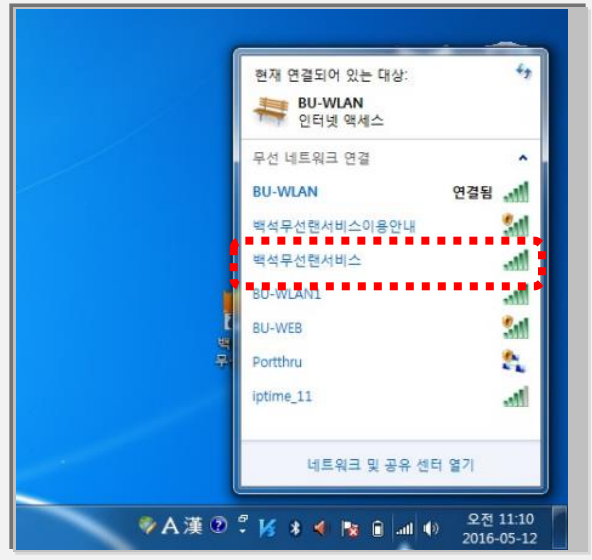 현재 연결되어 있는 대상:
BU-WLAN
인터넷 액세스
무선 네트워크 연결
BU-WLAN 연결됨
백석무선랜서비스이용안내
백석무선랜서비스
BU-WLAN1
BU-WEB
Portthru
iptime_11
네트워크 및 공유 센터 열기
백
무
A 漢
오전 11:10
2016-05-12